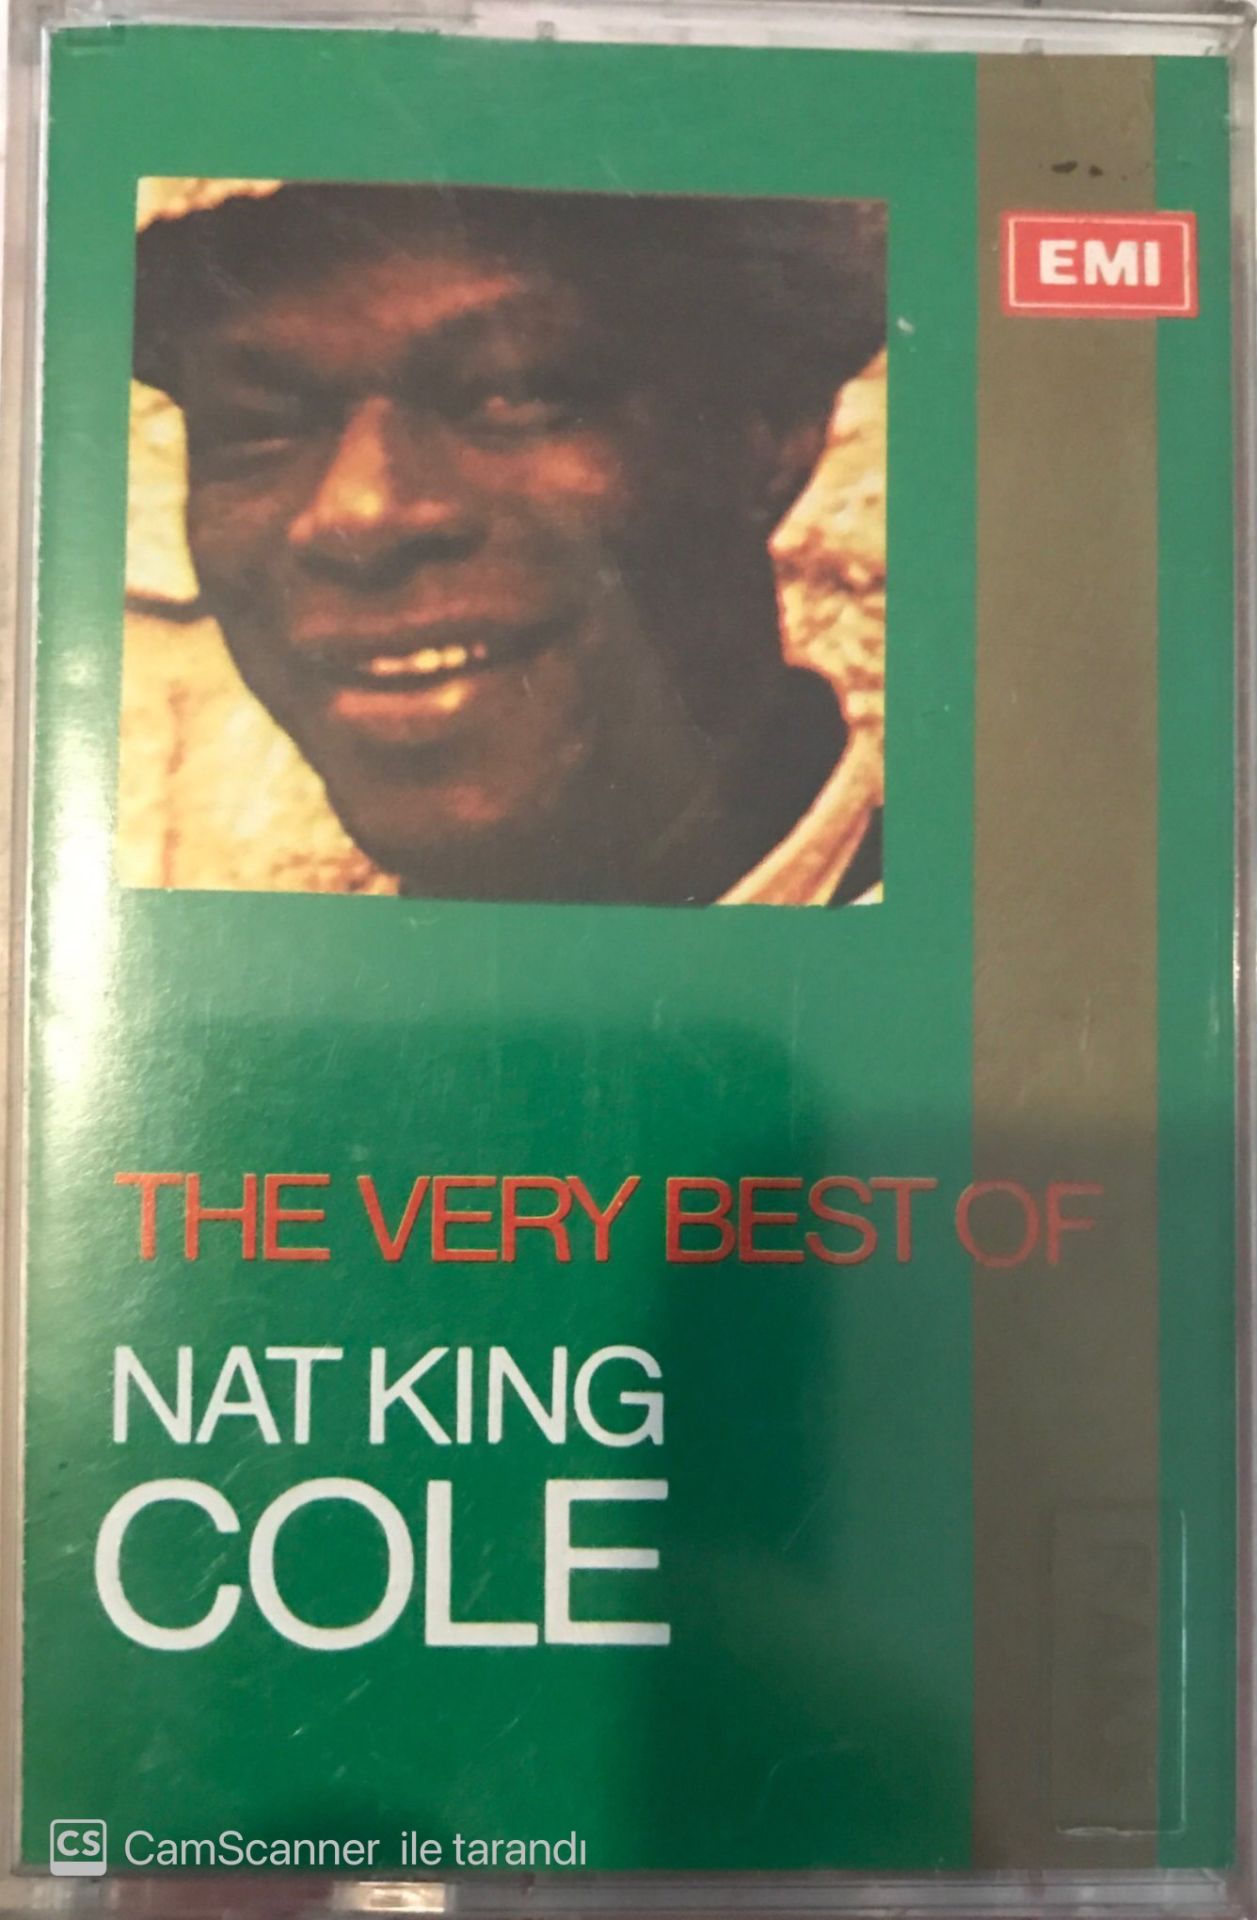 EMI
THE VERY BEST OF
NAT KING
COLE
CS CamScanner ile tarandı